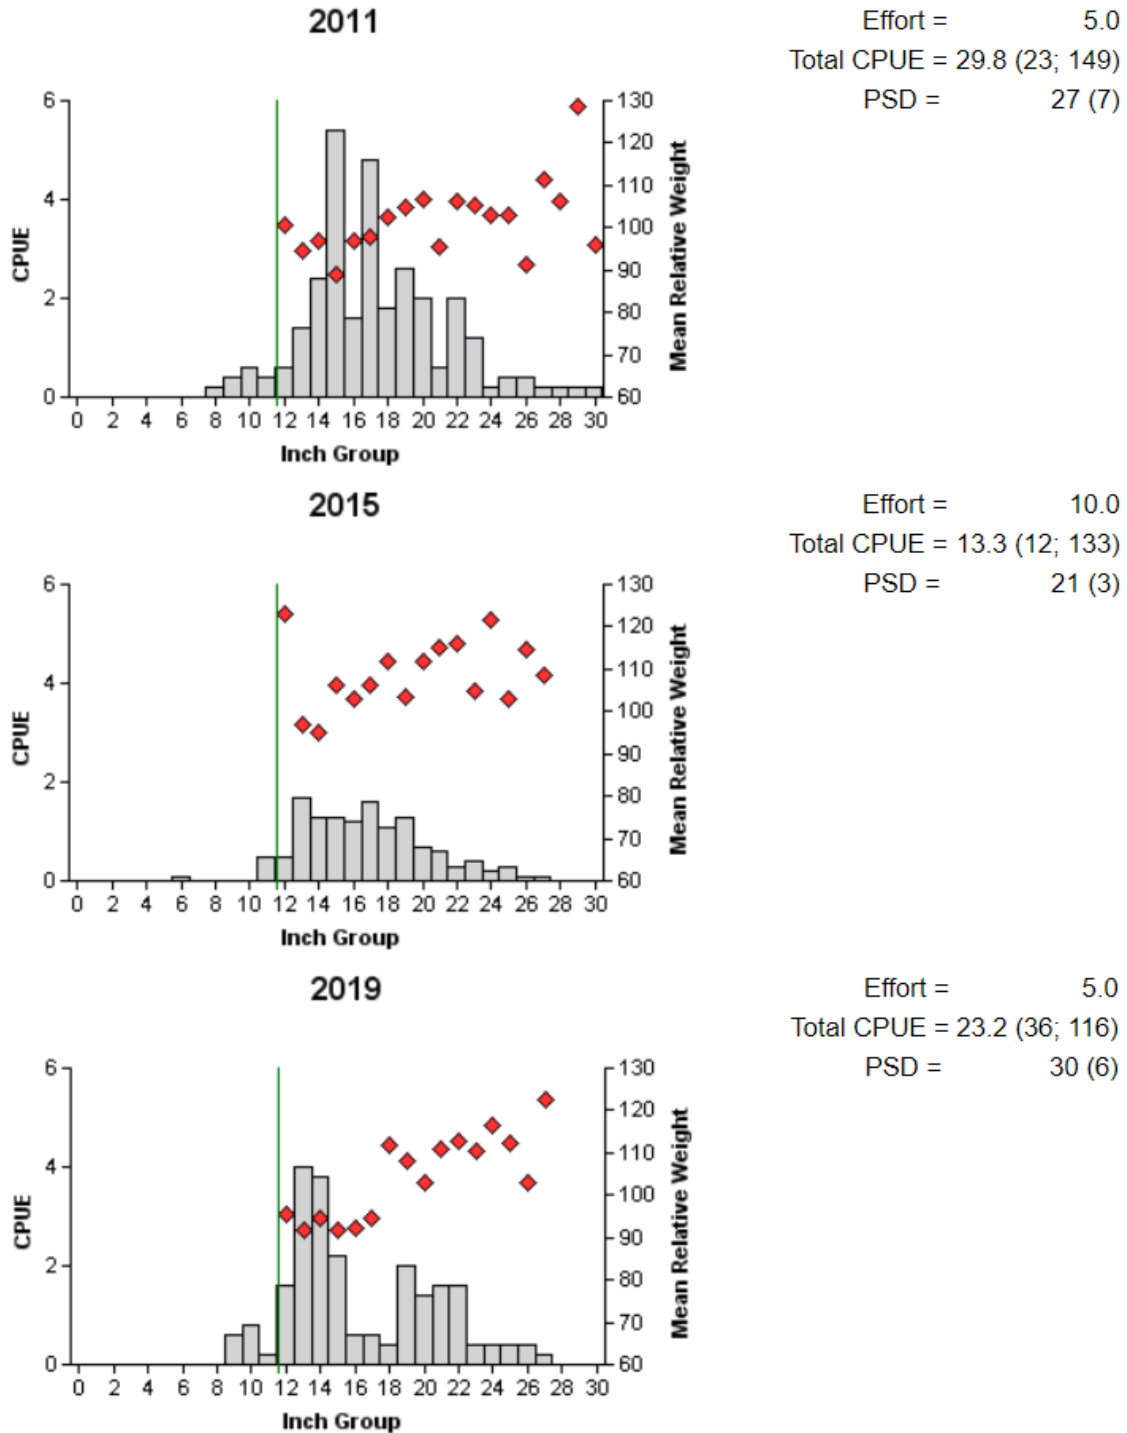 2011
Effort = 5.0
Total CPUE = 29.8 (23; 149)
PSD = 27 (7)
6
4
2
0
CPUE
130
120
110
100
90
80
70
60
Mean Relative Weight
0 2 4 6 8 10 12 14 16 18 20 22 24 26 28 30
Inch Group
2015
Effort = 10.0
Total CPUE = 13.3 (12; 133)
PSD = 21 (3)
6
4
2
0
CPUE
130
120
110
100
90
80
70
60
Mean Relative Weight
0 2 4 6 8 10 12 14 16 18 20 22 24 26 28 30
Inch Group
2019
Effort = 5.0
Total CPUE = 23.2 (36; 116)
PSD = 30 (6)
6
4
2
0
CPUE
130
120
110
100
90
80
70
60
Mean Relative Weight
0 2 4 6 8 10 12 14 16 18 20 22 24 26 28 30
Inch Group